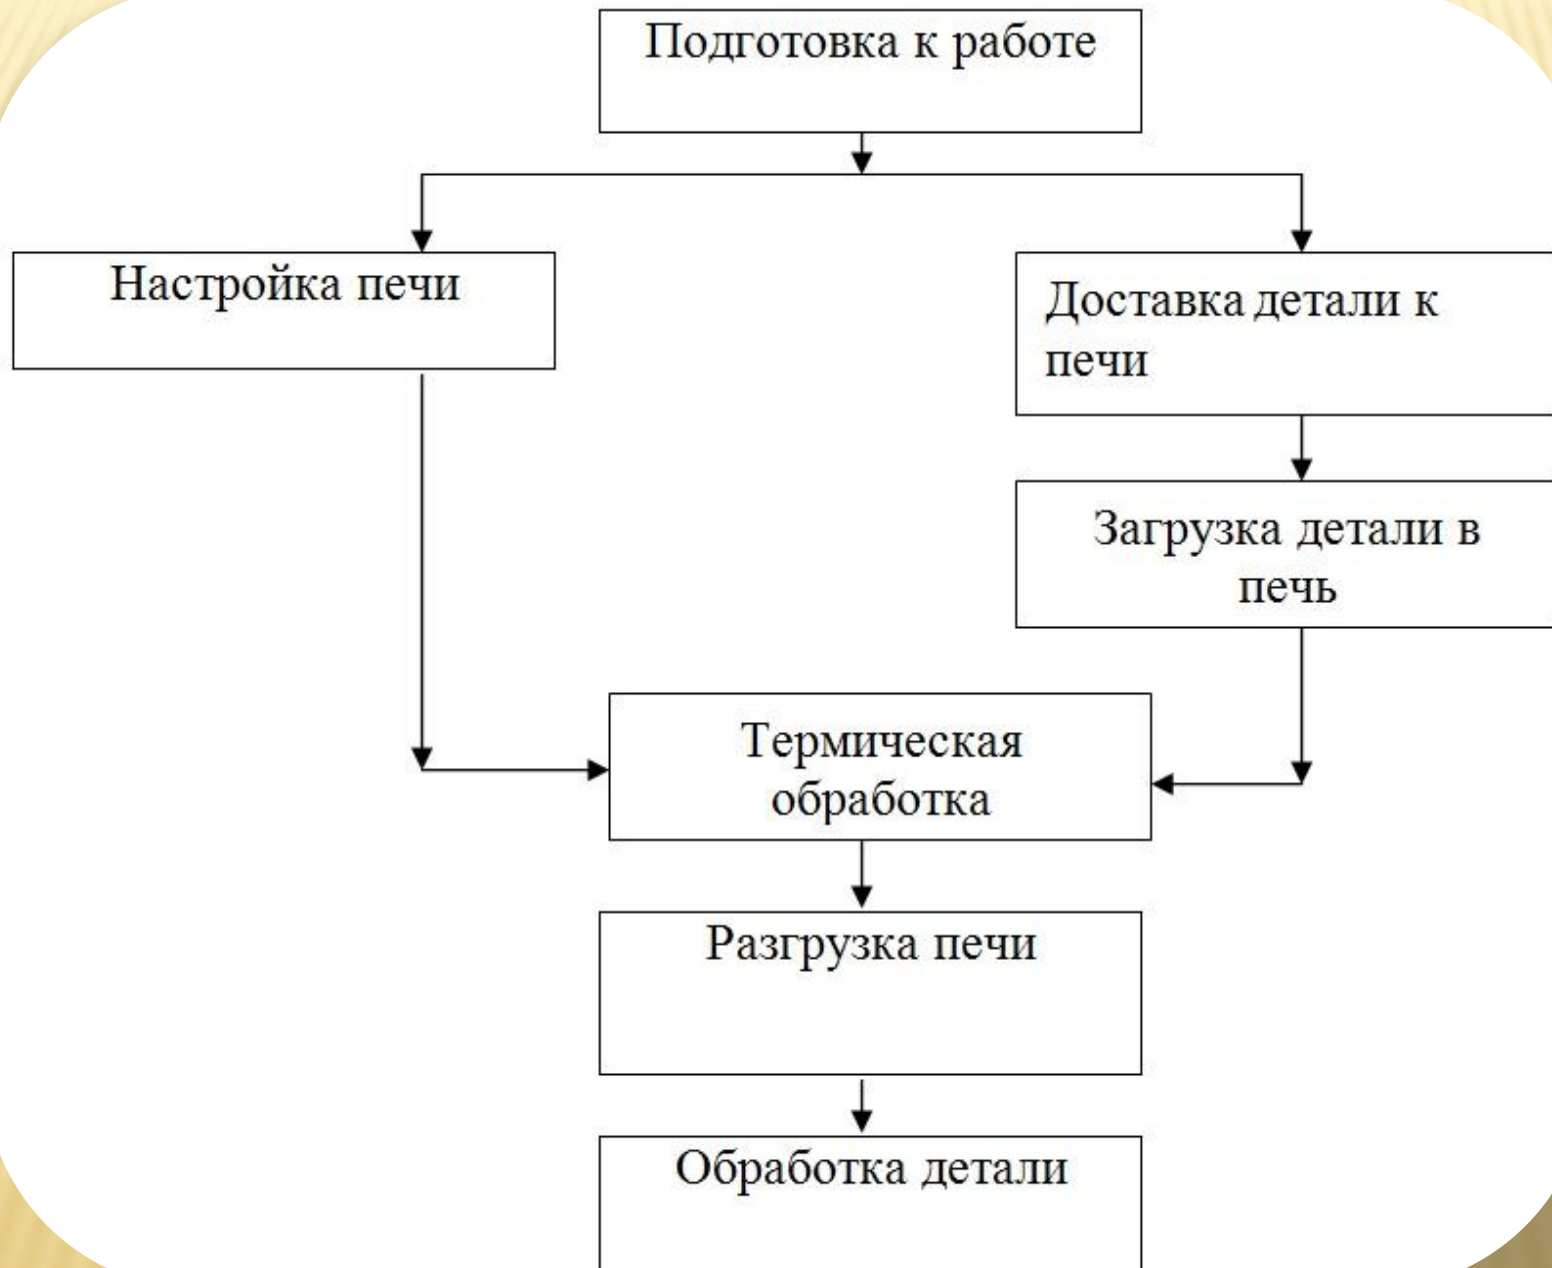 Подготовка к работе
Настройка печи
Доставка детали к
печи
Загрузка детали в
печь
Термическая
обработка
Разгрузка печи
Обработка детали